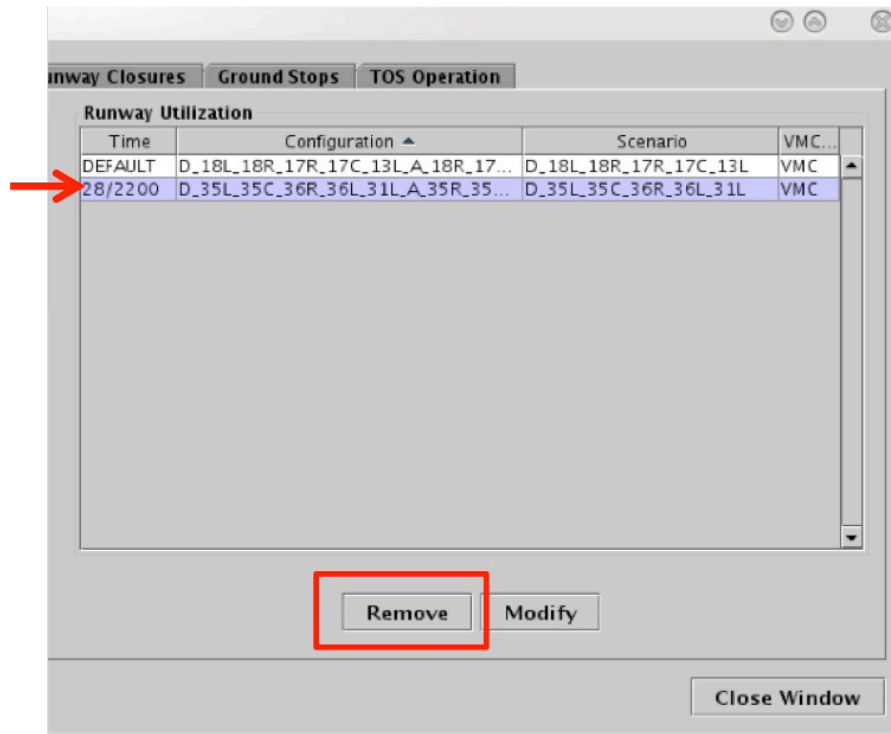 unway Closures Ground Stops TOS Operation
Runway Utilization
Time Configuration Scenario VMC...
DEFAULT D_18L_18R_17R_17C_13L_A_18R_17... D_18L_18R_17R_17C_13L VMC
28/2200 D_35L_35C_36R_36L_31L_A_35R_35... D_35L_35C_36R_36L_31L VMC
Remove Modify
Close Window